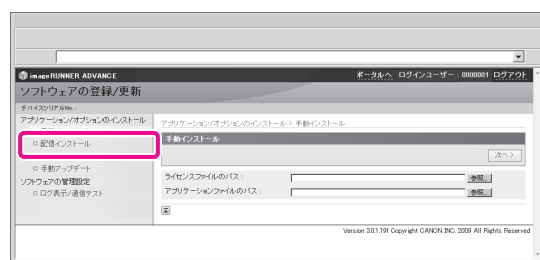 imageRUNNER ADVANCE
ポータルへ ログインユーザー : 0000001 ログアウト
ソフトウェアの登録/更新
デバイスシリアルNo. :
アプリケーション/オプションのインストール
配信インストール
手動アップデート
ソフトウェアの管理設定
ログ表示/通信テスト
アプリケーション/オプションのインストール > 手動インストール
手動インストール
次へ >
ライセンスファイルのパス :
参照...
アプリケーションファイルのパス :
参照...
Version 3.0.1.19f Copyright CANON INC. 2009 All Rights Reserved